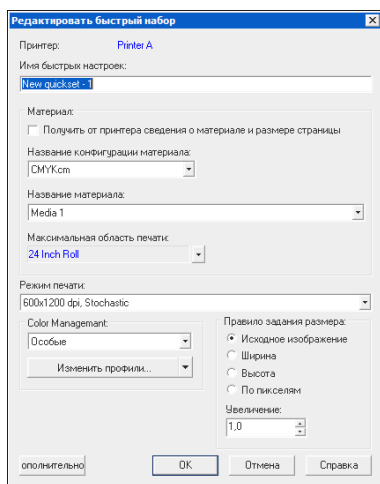 Редактировать быстрый набор
Принтер: Printer A
Имя быстрых настроек:
New quickset - 1
Материал:
Получить от принтера сведения о материале и размере страницы
Название конфигурации материала:
CMYKcm
Название материала:
Media 1
Максимальная область печати:
24 Inch Roll
Режим печати:
600x1200 dpi, Stochastic
Color Managemant:
Особые
Изменить профили...
Правило задания размера:
Исходное изображение
Ширина
Высота
По пикселям
Увеличение:
1,0
ополнительно
OK
Отмена
Справка